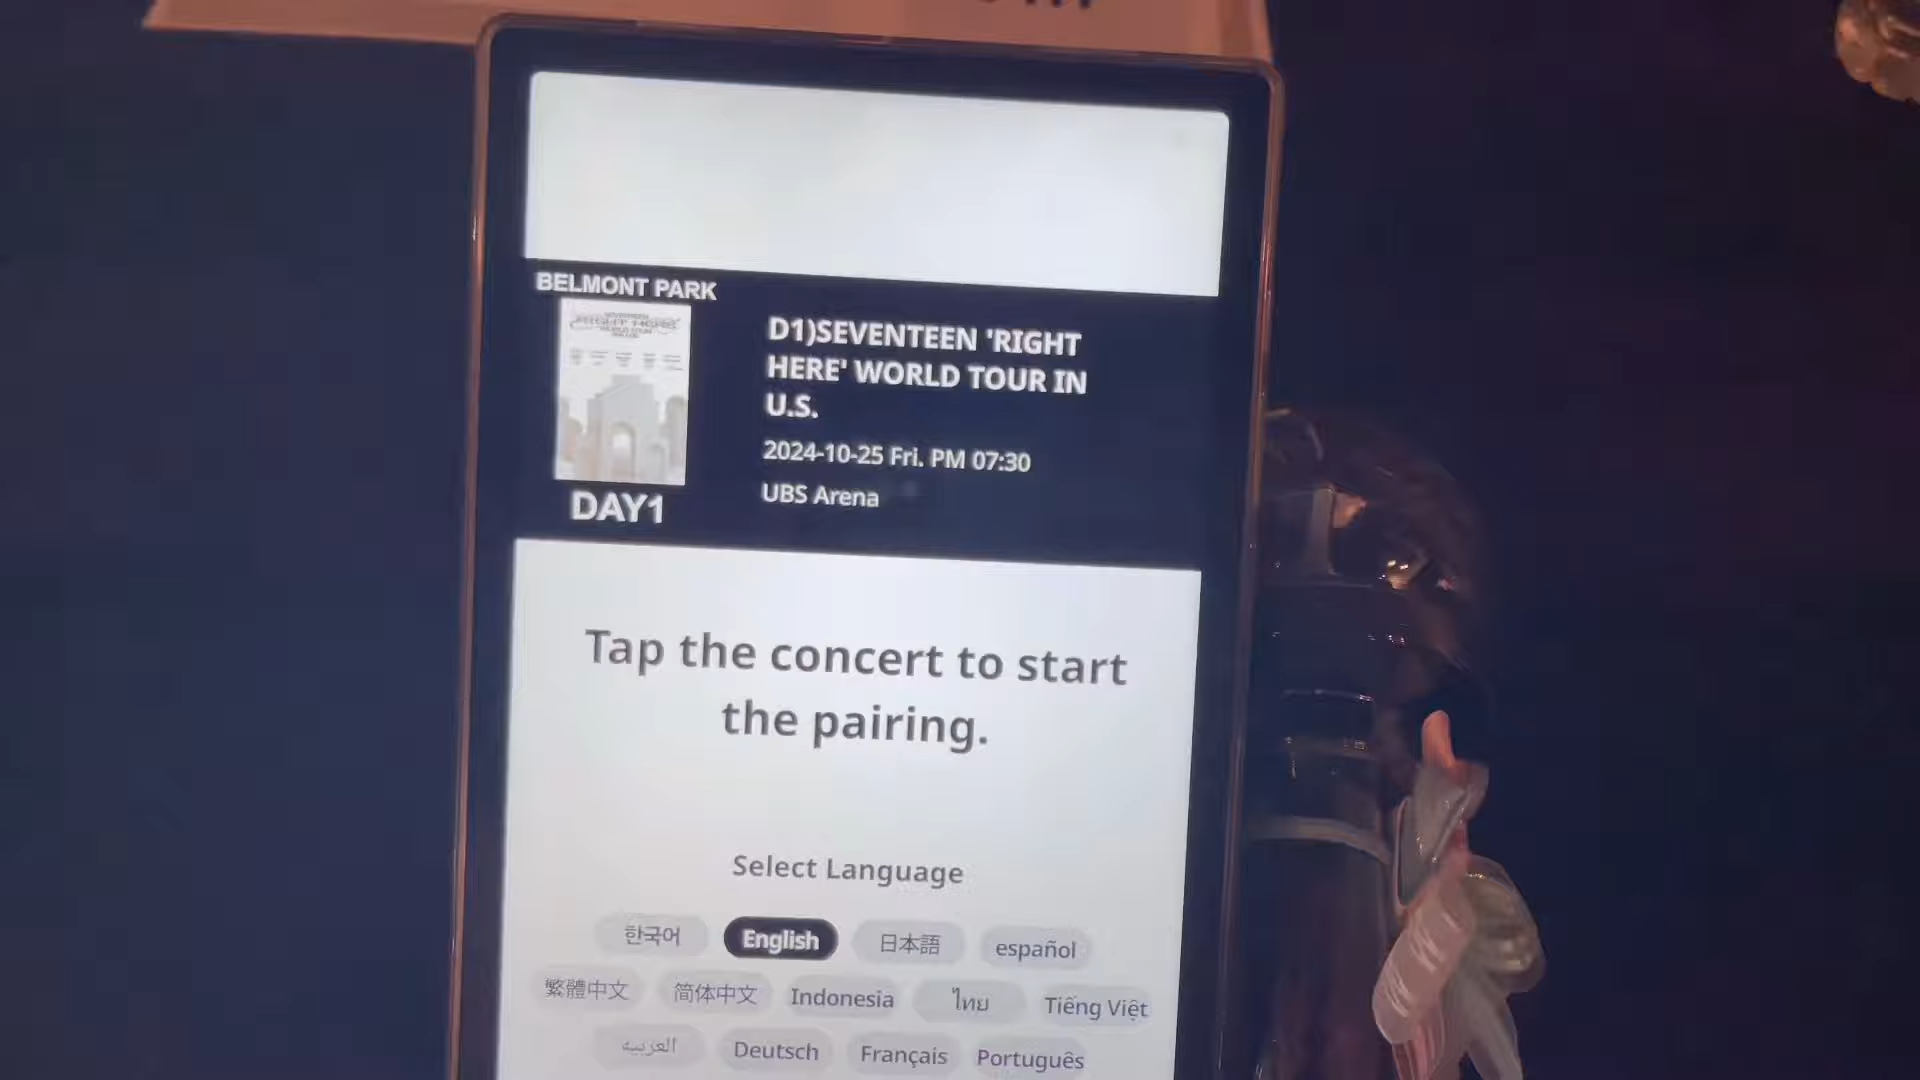 BELMONT PARK
RIGHT HERE
DAY1
D1)SEVENTEEN 'RIGHT
HERE' WORLD TOUR IN
U.S.
2024-10-25 Fri. PM 07:30
UBS Arena
Tap the concert to start
the pairing.
Select Language
한국어 English 日本語 español
繁體中文 简体中文 Indonesia ไทย Tiếng Việt
العربية Deutsch Français Português